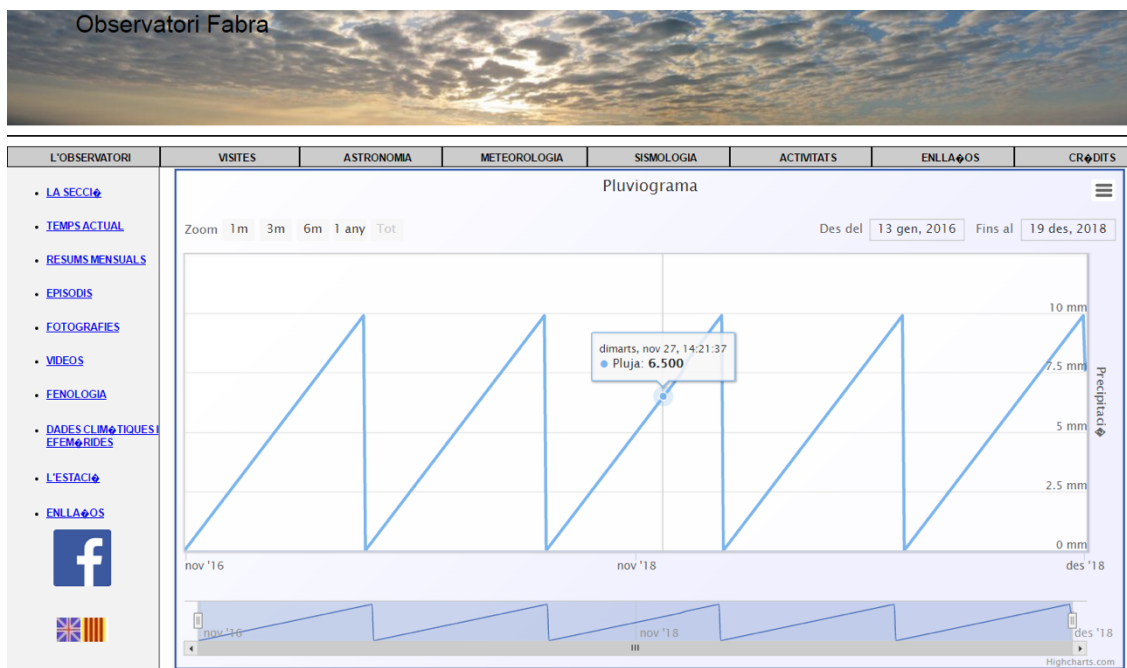 Observatori Fabra
L'OBSERVATORI VISITES ASTRONOMIA METEOROLOGIA SISMOLOGIA ACTIVITATS ENLLA�OS CR�DITS
LA SECCI�
TEMPS ACTUAL
RESUMS MENSUALS
EPISODIS
FOTOGRAFIES
VIDEOS
FENOLOGIA
DADES CLIM�TIQUES I
EFEM�RIDES
L'ESTACI�
ENLLA�OS
f
Pluviograma
Zoom 1m 3m 6m 1 any Tot
Des del 13 gen, 2016 Fins al 19 des, 2018
dimarts, nov 27, 14:21:37
Pluja: 6.500
10 mm
7.5 mm
5 mm
2.5 mm
0 mm
Precipitaci�
nov '16 nov '18 des '18
nov '16 nov '18 des '18
Highcharts.com